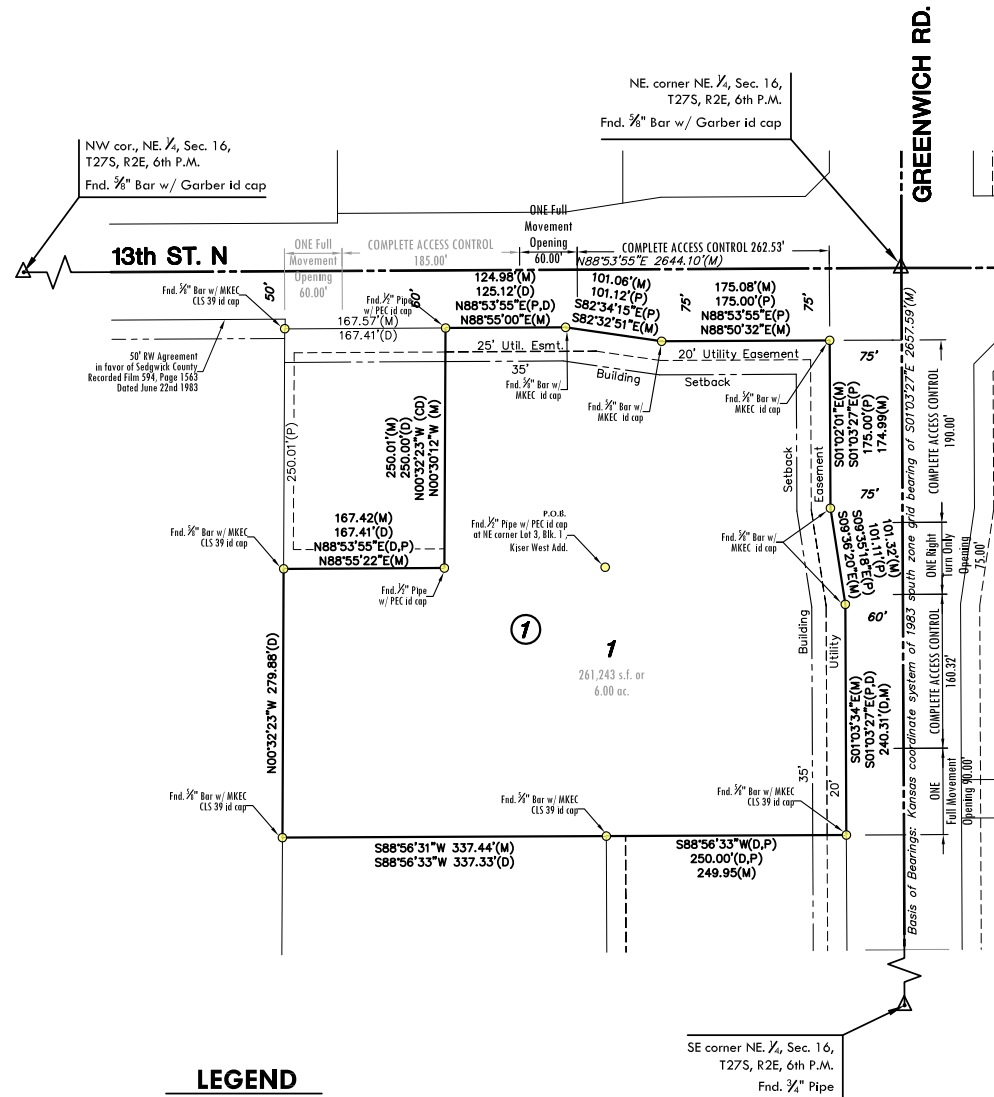 GREENWICH RD.
NE. corner NE. ¼, Sec. 16,
T27S, R2E, 6th P.M.
Fnd. ⅝" Bar w/ Garber id cap
NW cor., NE. ¼, Sec. 16,
T27S, R2E, 6th P.M.
Fnd. ⅝" Bar w/ Garber id cap
13th ST. N
ONE Full
Movement
Opening
60.00'
COMPLETE ACCESS CONTROL
185.00'
ONE Full
Movement
Opening
60.00'
COMPLETE ACCESS CONTROL 262.53'
N88°53'55"E 2644.10'(M)
50'
60'
75'
75'
Fnd. ⅝" Bar w/ MKEC
CLS 39 id cap
Fnd. ½" Pipe
w/ PEC id cap
167.57'(M)
167.41'(D)
124.98'(M)
125.12'(D)
N88°53'55"E(P,D)
N88°55'00"E(M)
101.06'(M)
101.12'(P)
S82°34'15"E(P)
S82°32'51"E(M)
175.08'(M)
175.00'(P)
N88°53'55"E(P)
N88°50'32"E(M)
50' RW Agreement
in favor of Sedgwick County
Recorded Film 594, Page 1563
Dated June 22nd 1983
25' Util. Esmt.
20' Utility Easement
35'
Building
Setback
Fnd. ⅝" Bar w/
MKEC id cap
Fnd. ⅝" Bar w/
MKEC id cap
Fnd. ⅝" Bar w/
MKEC id cap
75'
S01°02'01"E(M)
S01°03'27"E(P)
175.00'(P)
174.99(M)
COMPLETE ACCESS CONTROL
190.00'
250.01'(P)
250.01'(M)
250.00'(D)
N00°32'23"W (CD)
N00°30'12"W (M)
Setback
Easement
75'
167.42(M)
167.41'(D)
N88°53'55"E(D,P)
N88°55'22"E(M)
Fnd. ⅝" Bar w/ MKEC
CLS 39 id cap
Fnd. ½" Pipe
w/ PEC id cap
P.O.B.
Fnd. ½" Pipe w/ PEC id cap
at NE corner Lot 3, Blk. 1
Kiser West Add.
Fnd. ⅝" Bar w/
MKEC id cap
101.32'(M)
101.11'(P)
S09°35'18"E(P)
S09°36'20"E(M)
ONE Right
Turn Only
Opening
75.00'
60'
1
1
261,243 s.f. or
6.00 ac.
Building
Utility
N00°32'23"W 279.88'(D)
S01°03'34"E(M)
S01°03'27"E(P,D)
240.31'(D,M)
COMPLETE ACCESS CONTROL
160.32'
35'
20'
ONE
Full Movement
Opening 90.00'
Basis of Bearings: Kansas coordinate system of 1983 south zone grid bearing of S01°03'27"E 2657.59'(M)
Fnd. ⅝" Bar w/ MKEC
CLS 39 id cap
Fnd. ⅝" Bar w/ MKEC
CLS 39 id cap
Fnd. ⅝" Bar w/ MKEC
CLS 39 id cap
S88°56'31"W 337.44'(M)
S88°56'33"W 337.33'(D)
S88°56'33"W(D,P)
250.00'(D,P)
249.95(M)
SE corner NE. ¼, Sec. 16,
T27S, R2E, 6th P.M.
Fnd. ¾" Pipe
LEGEND